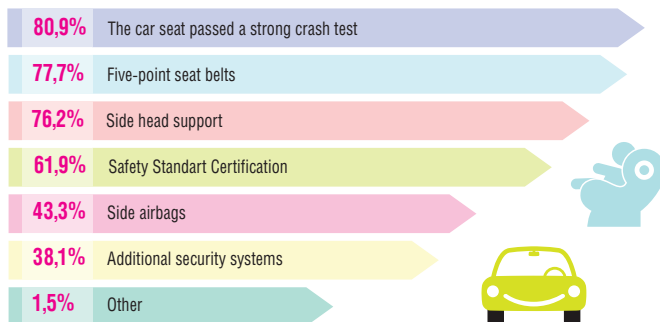 80,9% The car seat passed a strong crash test
77,7% Five-point seat belts
76,2% Side head support
61,9% Safety Standart Certification
43,3% Side airbags
38,1% Additional security systems
1,5% Other